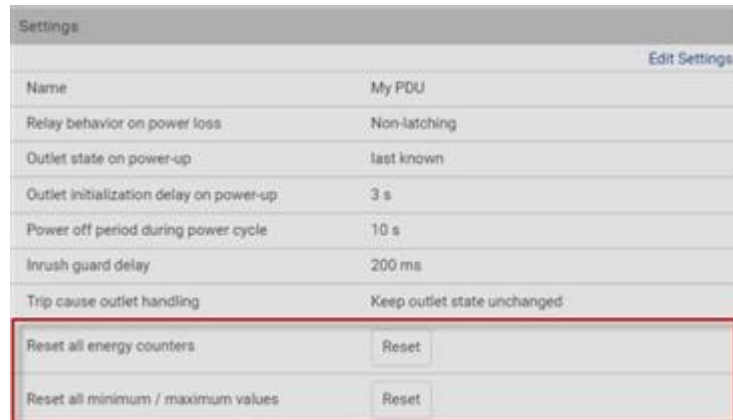 Settings
Edit Settings
Name My PDU
Relay behavior on power loss Non-latching
Outlet state on power-up last known
Outlet initialization delay on power-up 3 s
Power off period during power cycle 10 s
Inrush guard delay 200 ms
Trip cause outlet handling Keep outlet state unchanged
Reset all energy counters Reset
Reset all minimum / maximum values Reset